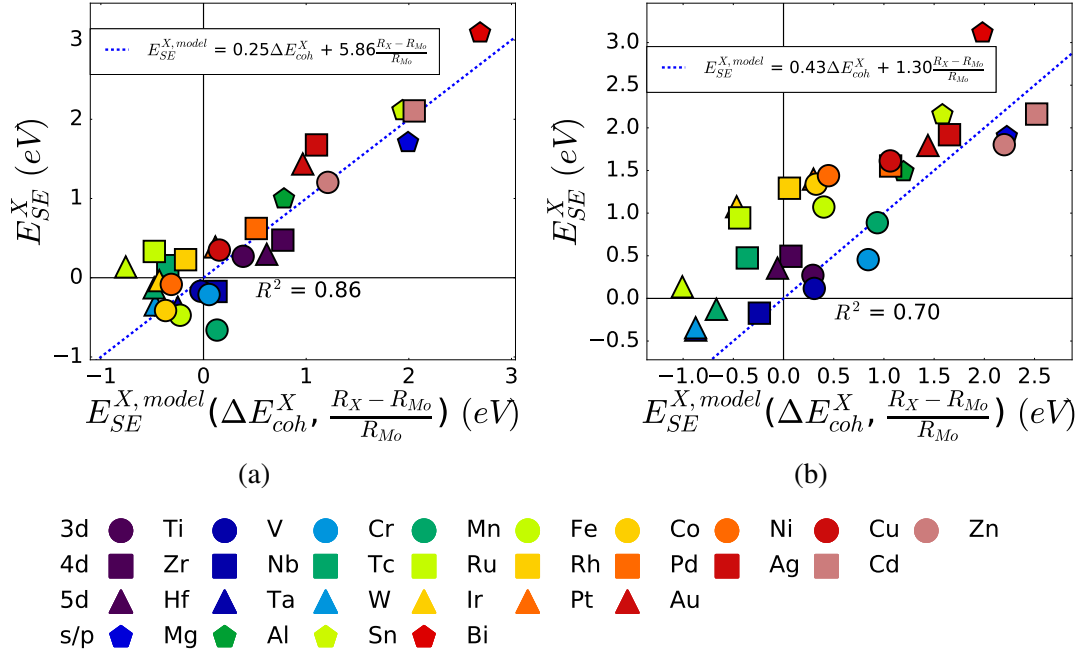 3
2
1
0
−1
−1 0 1 2 3
E_{SE}^{X} (eV)
E_{SE}^{X,model} = 0.25ΔE_{coh}^{X} + 5.86 \frac{R_X − R_{Mo}}{R_{Mo}}
R² = 0.86
E_{SE}^{X,model}(ΔE_{coh}^{X}, \frac{R_X − R_{Mo}}{R_{Mo}}) (eV)
(a)
3.0
2.5
2.0
1.5
1.0
0.5
0.0
−0.5
−1.0 −0.5 0 0.5 1.0 1.5 2.0 2.5
E_{SE}^{X} (eV)
E_{SE}^{X,model} = 0.43ΔE_{coh}^{X} + 1.30 \frac{R_X − R_{Mo}}{R_{Mo}}
R² = 0.70
E_{SE}^{X,model}(ΔE_{coh}^{X}, \frac{R_X − R_{Mo}}{R_{Mo}}) (eV)
(b)
3d Ti V Cr Mn Fe Co Ni Cu Zn
4d Zr Nb Tc Ru Rh Pd Ag Cd
5d Hf Ta W Ir Pt Au
s/p Mg Al Sn Bi